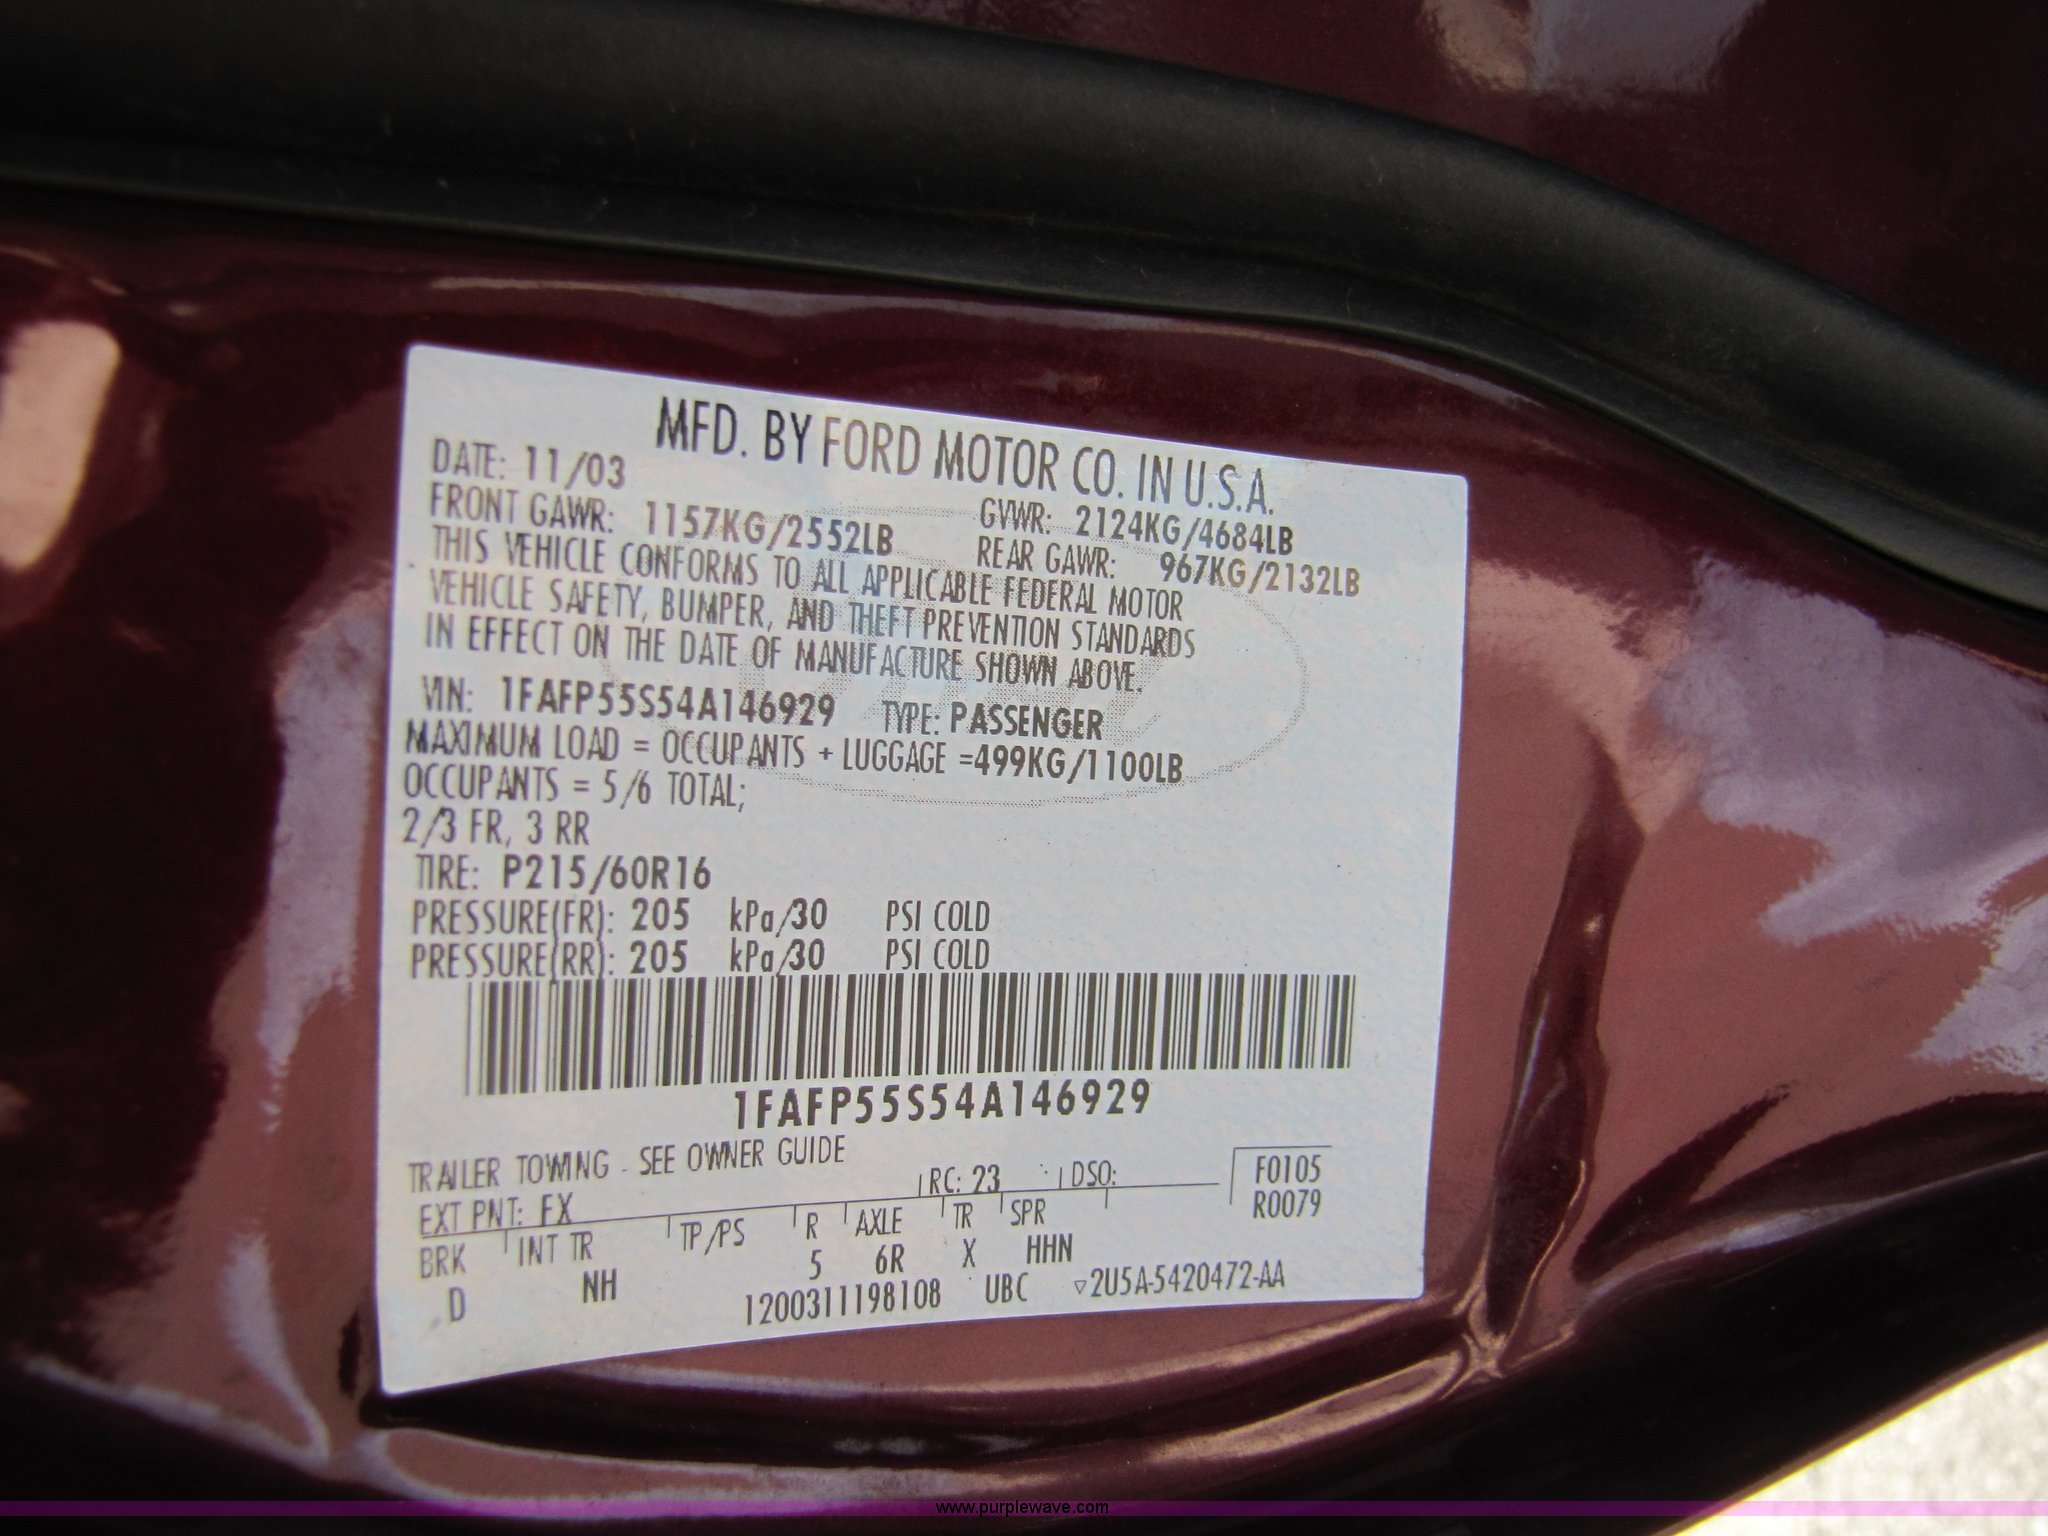 MFD. BY FORD MOTOR CO. IN U.S.A.
DATE: 11/03
GVWR: 2124KG/4684LB
FRONT GAWR: 1157KG/2552LB
REAR GAWR: 967KG/2132LB
THIS VEHICLE CONFORMS TO ALL APPLICABLE FEDERAL MOTOR
VEHICLE SAFETY, BUMPER, AND THEFT PREVENTION STANDARDS
IN EFFECT ON THE DATE OF MANUFACTURE SHOWN ABOVE.
VIN: 1FAFP55S54A146929 TYPE: PASSENGER
MAXIMUM LOAD = OCCUPANTS + LUGGAGE =499KG/1100LB
OCCUPANTS = 5/6 TOTAL;
2/3 FR, 3 RR
TIRE: P215/60R16
PRESSURE(FR): 205 kPa/30 PSI COLD
PRESSURE(RR): 205 kPa/30 PSI COLD
1FAFP55S54A146929
TRAILER TOWING - SEE OWNER GUIDE
EXT PNT: FX RC: 23 DSO: F0105
R0079
BRK INT TR TP/PS R AXLE TR SPR
D NH 5 6R X HHN
1200311198108 UBC ▽2U5A-5420472-AA
www.purplewave.com